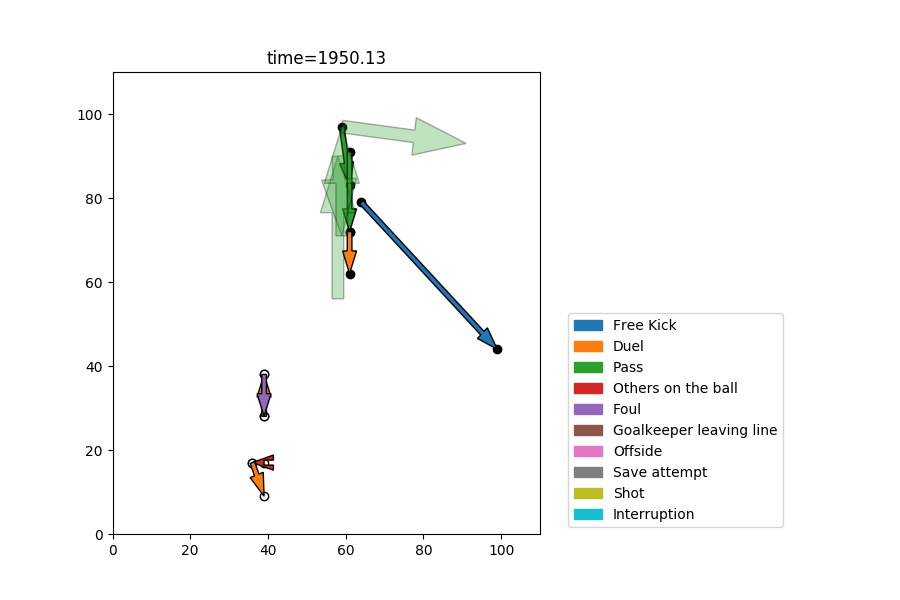 time=1950.13
100
80
60
40
20
0
0 20 40 60 80 100
Free Kick
Duel
Pass
Others on the ball
Foul
Goalkeeper leaving line
Offside
Save attempt
Shot
Interruption